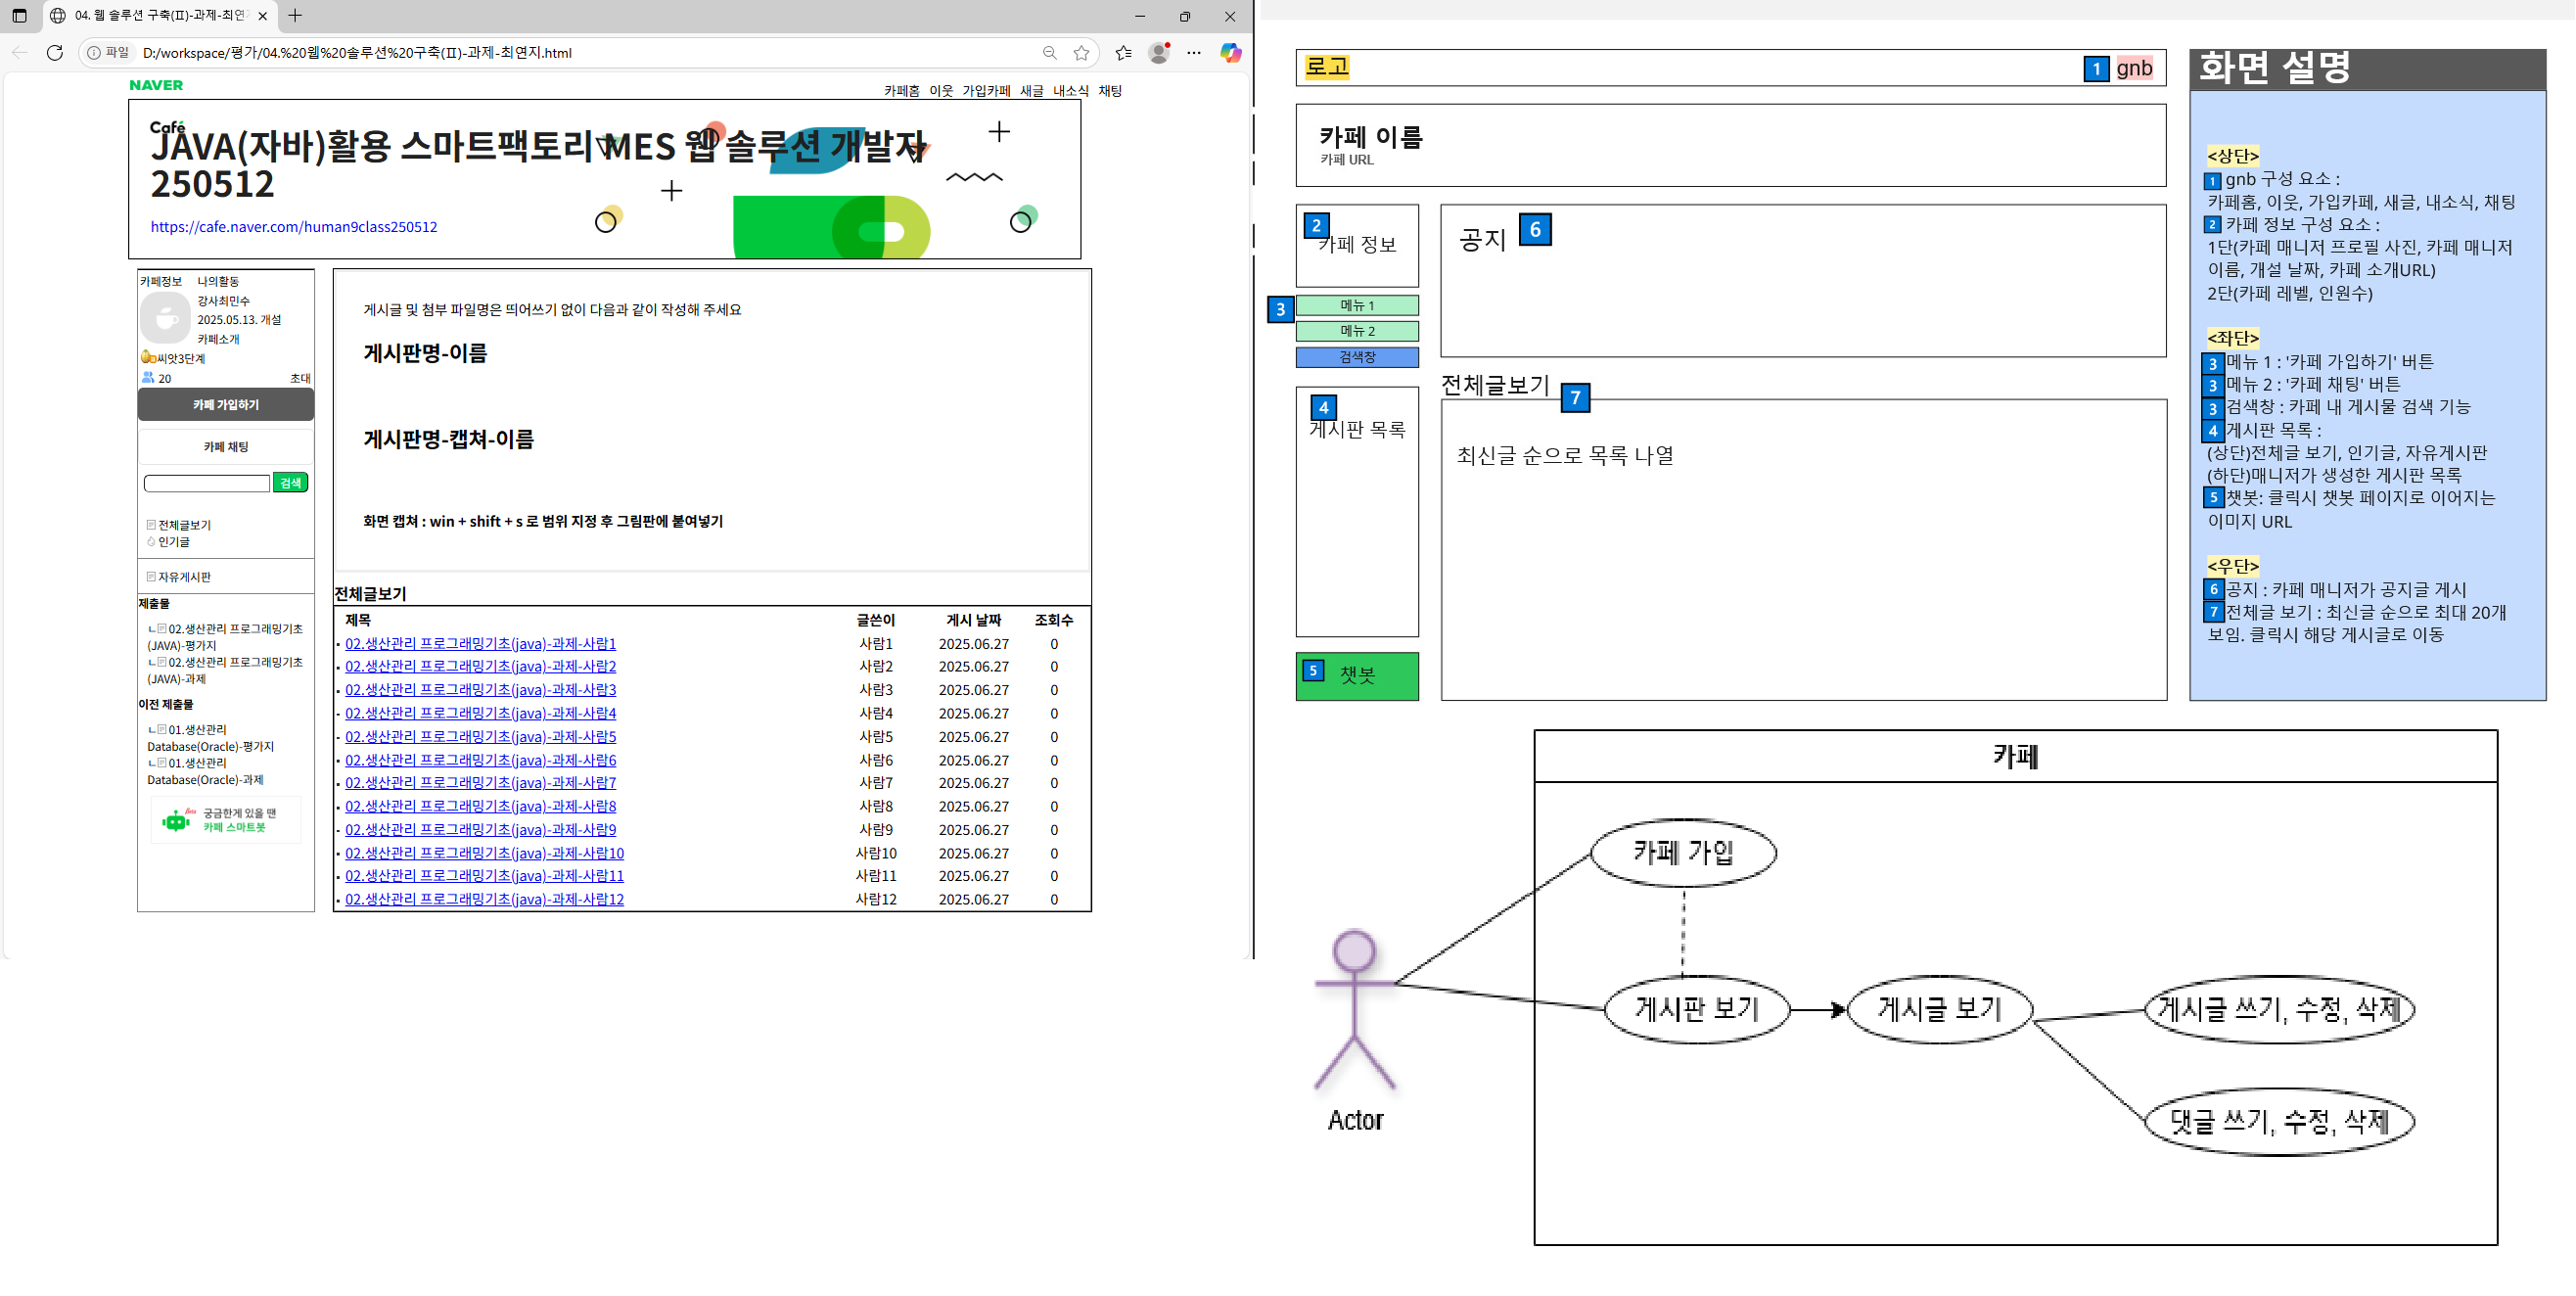 04. 웹 솔루션 구축(Ⅱ)-과제-최연지
파일
D:/workspace/평가/04.%20웹%20솔루션%20구축(Ⅱ)-과제-최연지.html
NAVER
카페홈 이웃 가입카페 새글 내소식 채팅
Café
JAVA(자바)활용 스마트팩토리 MES 웹 솔루션 개발자
250512
https://cafe.naver.com/human9class250512
카페정보 나의활동
강사최민수
2025.05.13. 개설
카페소개
씨앗3단계
20 초대
카페 가입하기
카페 채팅
검색
전체글보기
인기글
자유게시판
제출물
ㄴ 02.생산관리 프로그래밍기초
(JAVA)-평가지
ㄴ 02.생산관리 프로그래밍기초
(JAVA)-과제
이전 제출물
ㄴ 01.생산관리
Database(Oracle)-평가지
ㄴ 01.생산관리
Database(Oracle)-과제
Beta
궁금한게 있을 땐
카페 스마트봇
게시글 및 첨부 파일명은 띄어쓰기 없이 다음과 같이 작성해 주세요
게시판명-이름
게시판명-캡쳐-이름
화면 캡쳐 : win + shift + s 로 범위 지정 후 그림판에 붙여넣기
전체글보기
제목 글쓴이 게시 날짜 조회수
02.생산관리 프로그래밍기초(java)-과제-사람1 사람1 2025.06.27 0
02.생산관리 프로그래밍기초(java)-과제-사람2 사람2 2025.06.27 0
02.생산관리 프로그래밍기초(java)-과제-사람3 사람3 2025.06.27 0
02.생산관리 프로그래밍기초(java)-과제-사람4 사람4 2025.06.27 0
02.생산관리 프로그래밍기초(java)-과제-사람5 사람5 2025.06.27 0
02.생산관리 프로그래밍기초(java)-과제-사람6 사람6 2025.06.27 0
02.생산관리 프로그래밍기초(java)-과제-사람7 사람7 2025.06.27 0
02.생산관리 프로그래밍기초(java)-과제-사람8 사람8 2025.06.27 0
02.생산관리 프로그래밍기초(java)-과제-사람9 사람9 2025.06.27 0
02.생산관리 프로그래밍기초(java)-과제-사람10 사람10 2025.06.27 0
02.생산관리 프로그래밍기초(java)-과제-사람11 사람11 2025.06.27 0
02.생산관리 프로그래밍기초(java)-과제-사람12 사람12 2025.06.27 0
로고 1 gnb
카페 이름
카페 URL
2
카페 정보
3
메뉴 1
메뉴 2
검색창
4
게시판 목록
5 챗봇
공지 6
전체글보기 7
최신글 순으로 목록 나열
화면 설명
<상단>
1 gnb 구성 요소 :
카페홈, 이웃, 가입카페, 새글, 내소식, 채팅
2 카페 정보 구성 요소 :
1단(카페 매니저 프로필 사진, 카페 매니저
이름, 개설 날짜, 카페 소개URL)
2단(카페 레벨, 인원수)
<좌단>
3 메뉴 1 : '카페 가입하기' 버튼
3 메뉴 2 : '카페 채팅' 버튼
3 검색창 : 카페 내 게시물 검색 기능
4 게시판 목록 :
(상단)전체글 보기, 인기글, 자유게시판
(하단)매니저가 생성한 게시판 목록
5 챗봇: 클릭시 챗봇 페이지로 이어지는
이미지 URL
<우단>
6 공지 : 카페 매니저가 공지글 게시
7 전체글 보기 : 최신글 순으로 최대 20개
보임. 클릭시 해당 게시글로 이동
카페
카페 가입
게시판 보기
게시글 보기
게시글 쓰기, 수정, 삭제
댓글 쓰기, 수정, 삭제
Actor